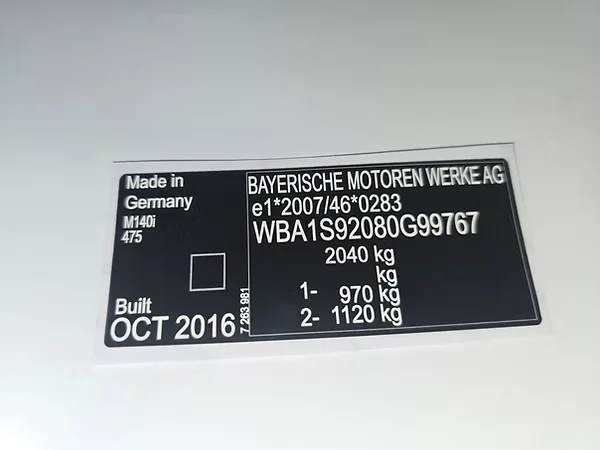 Made in
Germany
M140i
475
Built
OCT 2016
7 263 981
BAYERISCHE MOTOREN WERKE AG
e1*2007/46*0283
WBA1S92080G99767
2040 kg
kg
1- 970 kg
2- 1120 kg